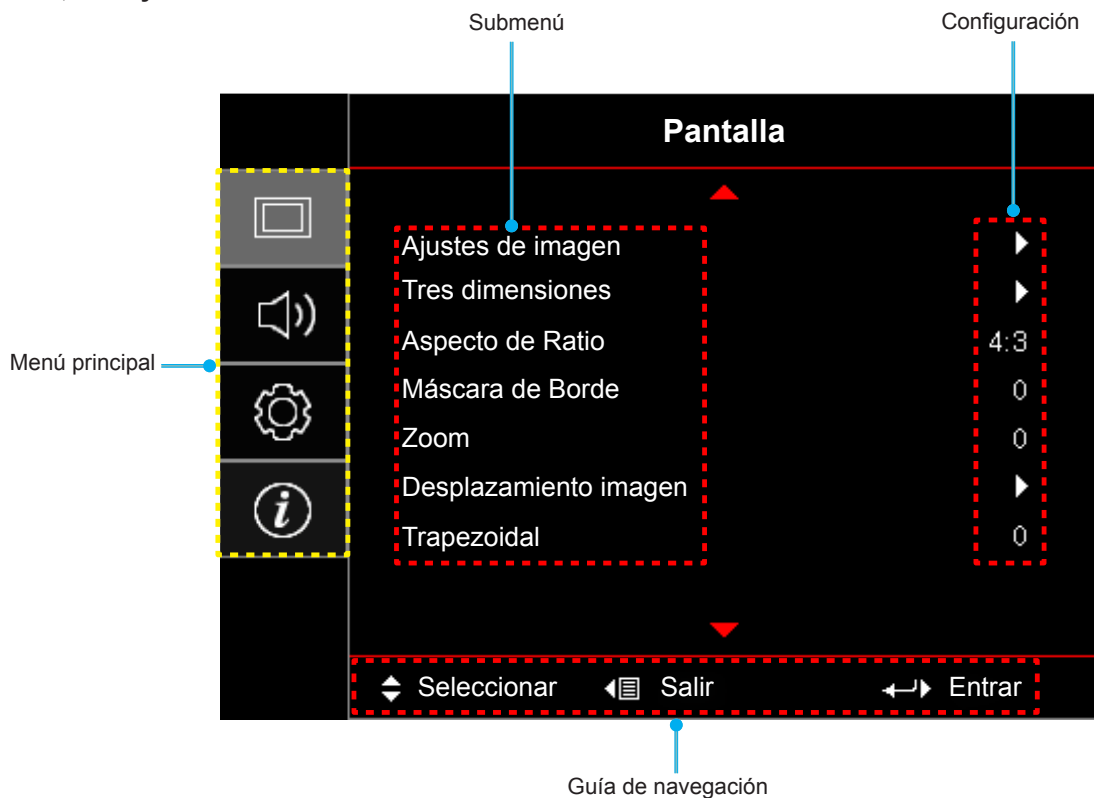 Submenú
Configuración
Pantalla
Ajustes de imagen
Tres dimensiones
Aspecto de Ratio 4:3
Máscara de Borde 0
Zoom 0
Desplazamiento imagen
Trapezoidal 0
Menú principal
Seleccionar Salir Entrar
Guía de navegación